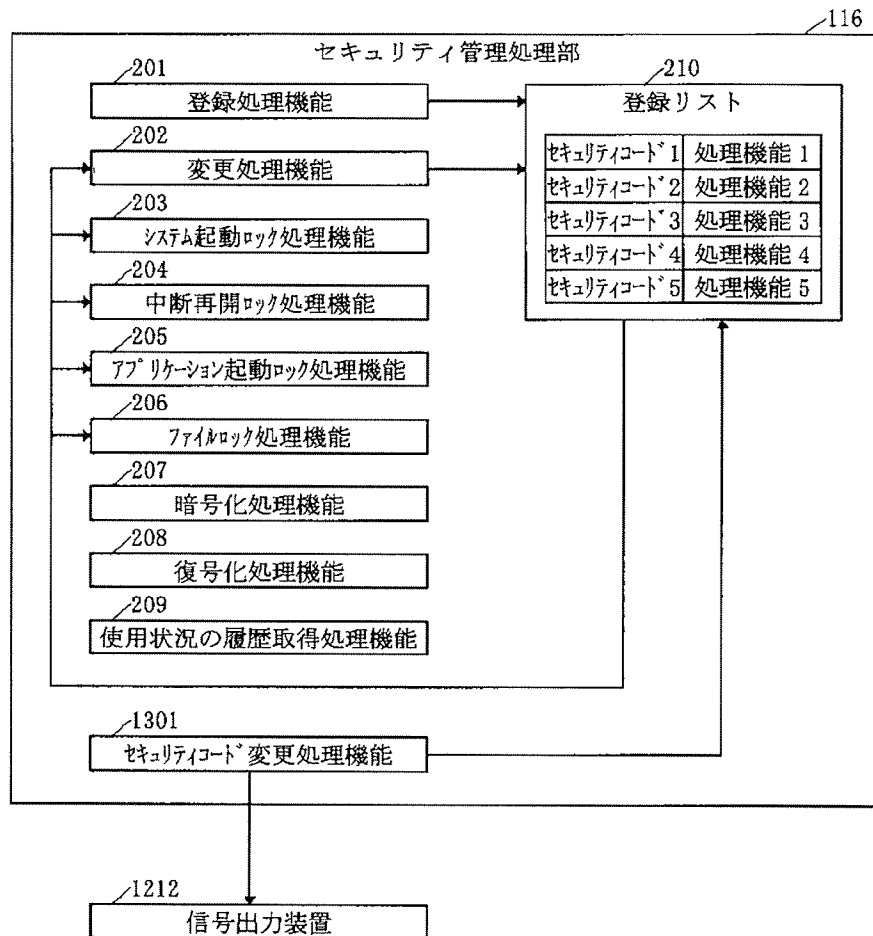 116
セキュリティ管理処理部
201
登録処理機能
202
変更処理機能
203
ｼｽﾃﾑ起動ﾛｯｸ処理機能
204
中断再開ﾛｯｸ処理機能
205
ｱﾌﾟﾘｹｰｼｮﾝ起動ﾛｯｸ処理機能
206
ﾌｧｲﾙﾛｯｸ処理機能
207
暗号化処理機能
208
復号化処理機能
209
使用状況の履歴取得処理機能
210
登録リスト
ｾｷｭﾘﾃｨｺｰﾄﾞ1 処理機能1
ｾｷｭﾘﾃｨｺｰﾄﾞ2 処理機能2
ｾｷｭﾘﾃｨｺｰﾄﾞ3 処理機能3
ｾｷｭﾘﾃｨｺｰﾄﾞ4 処理機能4
ｾｷｭﾘﾃｨｺｰﾄﾞ5 処理機能5
1301
ｾｷｭﾘﾃｨｺｰﾄﾞ変更処理機能
1212
信号出力装置